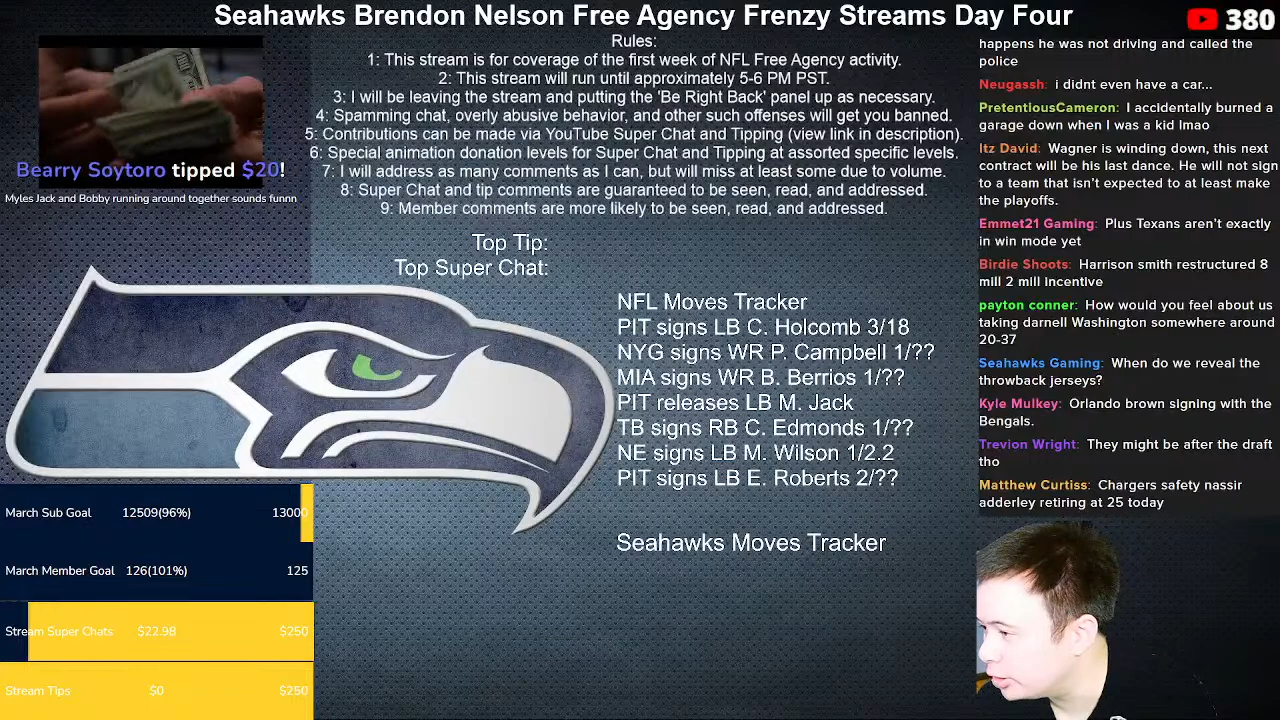 Seahawks Brendon Nelson Free Agency Frenzy Streams Day Four
380
Rules:
1: This stream is for coverage of the first week of NFL Free Agency activity.
2: This stream will run until approximately 5-6 PM PST.
3: I will be leaving the stream and putting the 'Be Right Back' panel up as necessary.
4: Spamming chat, overly abusive behavior, and other such offenses will get you banned.
5: Contributions can be made via YouTube Super Chat and Tipping (view link in description).
6: Special animation donation levels for Super Chat and Tipping at assorted specific levels.
7: I will address as many comments as I can, but will miss at least some due to volume.
8: Super Chat and tip comments are guaranteed to be seen, read, and addressed.
9: Member comments are more likely to be seen, read, and addressed.
Bearry Soytoro tipped $20!
Myles Jack and Bobby running around together sounds funnn
Top Tip:
Top Super Chat:
NFL Moves Tracker
PIT signs LB C. Holcomb 3/18
NYG signs WR P. Campbell 1/??
MIA signs WR B. Berrios 1/??
PIT releases LB M. Jack
TB signs RB C. Edmonds 1/??
NE signs LB M. Wilson 1/2.2
PIT signs LB E. Roberts 2/??
Seahawks Moves Tracker
March Sub Goal 12509(96%) 13000
March Member Goal 126(101%) 125
Stream Super Chats $22.98 $250
Stream Tips $0 $250
happens he was not driving and called the
police
Neugassh: i didnt even have a car...
PretentiousCameron: I accidentally burned a
garage down when I was a kid lmao
Itz David: Wagner is winding down, this next
contract will be his last dance. He will not sign
to a team that isn't expected to at least make
the playoffs.
Emmet21 Gaming: Plus Texans aren't exactly
in win mode yet
Birdie Shoots: Harrison smith restructured 8
mill 2 mill incentive
payton conner: How would you feel about us
taking darnell Washington somewhere around
20-37
Seahawks Gaming: When do we reveal the
throwback jerseys?
Kyle Mulkey: Orlando brown signing with the
Bengals.
Trevion Wright: They might be after the draft
tho
Matthew Curtiss: Chargers safety nassir
adderley retiring at 25 today